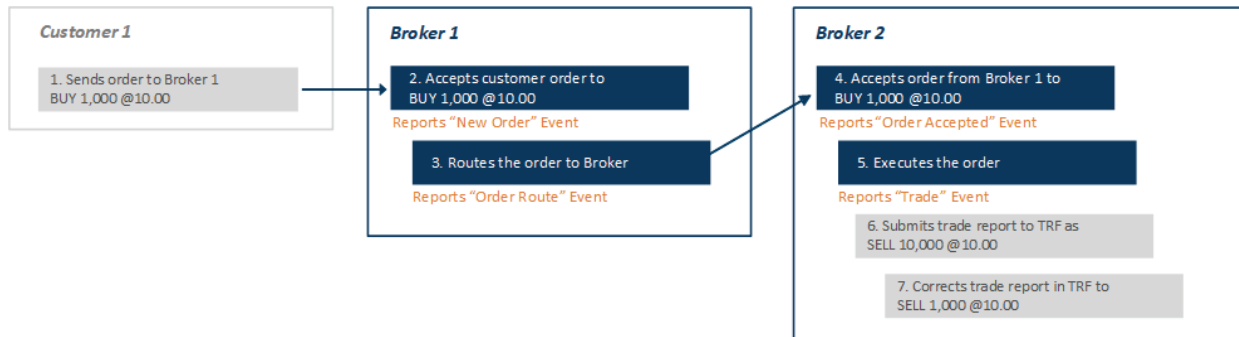 Customer 1
1. Sends order to Broker 1
BUY 1,000 @10.00
Broker 1
2. Accepts customer order to
BUY 1,000 @10.00
Reports “New Order” Event
3. Routes the order to Broker
Reports “Order Route” Event
Broker 2
4. Accepts order from Broker 1 to
BUY 1,000 @10.00
Reports “Order Accepted” Event
5. Executes the order
Reports “Trade” Event
6. Submits trade report to TRF as
SELL 10,000 @10.00
7. Corrects trade report in TRF to
SELL 1,000 @10.00